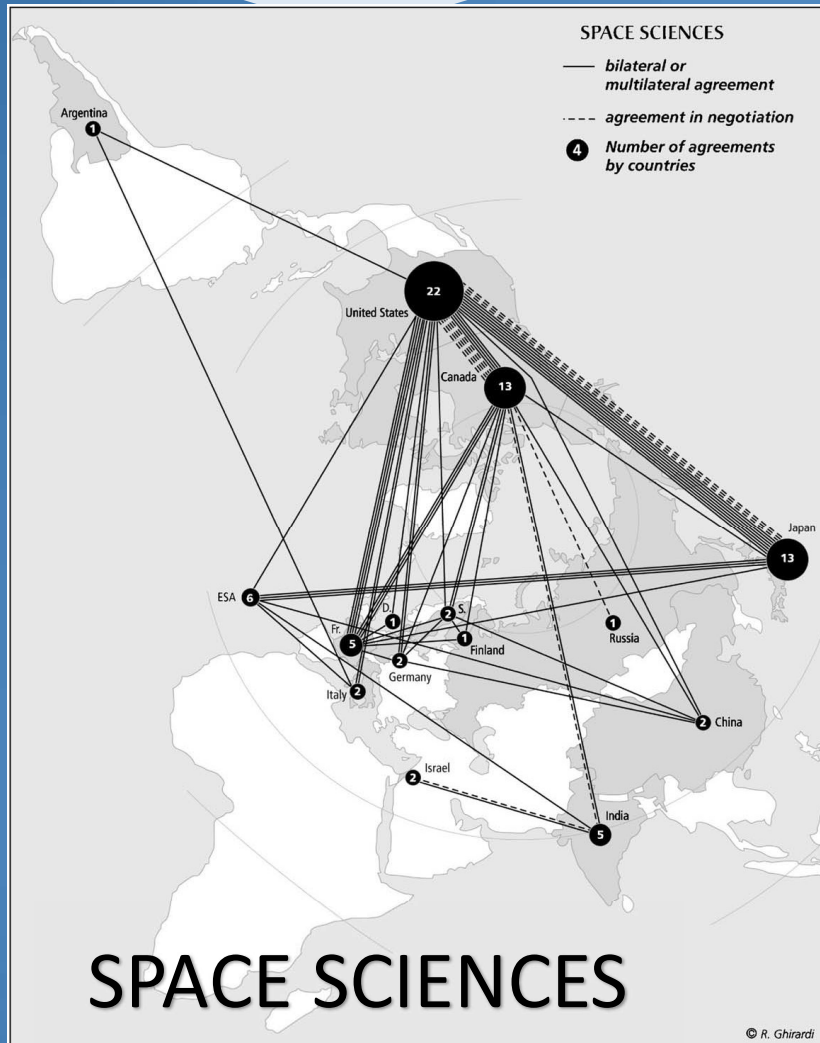 SPACE SCIENCES
bilateral or
multilateral agreement
agreement in negotiation
4
Number of agreements
by countries
Argentina
1
22
United States
Canada
13
Japan
13
ESA
6
D.
1
2
S.
Fr.
5
1
Finland
1
Russia
2
Germany
Italy
2
2
China
Israel
2
India
5
SPACE SCIENCES
© R. Ghirardi